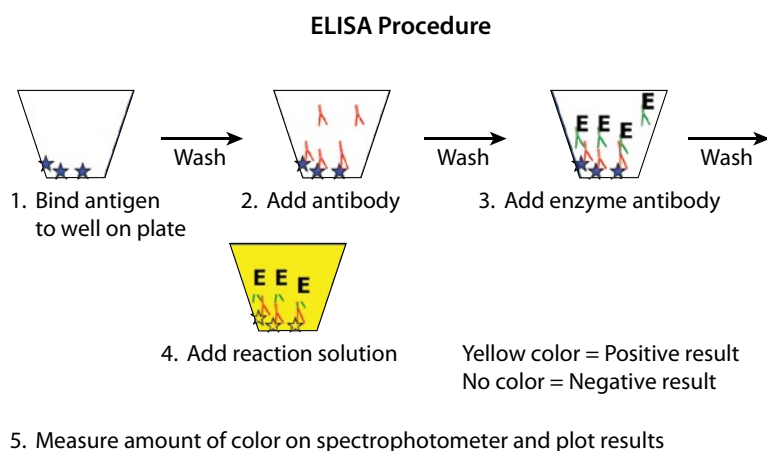 ELISA Procedure
Wash
Wash
Wash
1. Bind antigen
to well on plate
2. Add antibody
E
E
E
E
3. Add enzyme antibody
E E E
4. Add reaction solution
Yellow color = Positive result
No color = Negative result
5. Measure amount of color on spectrophotometer and plot results